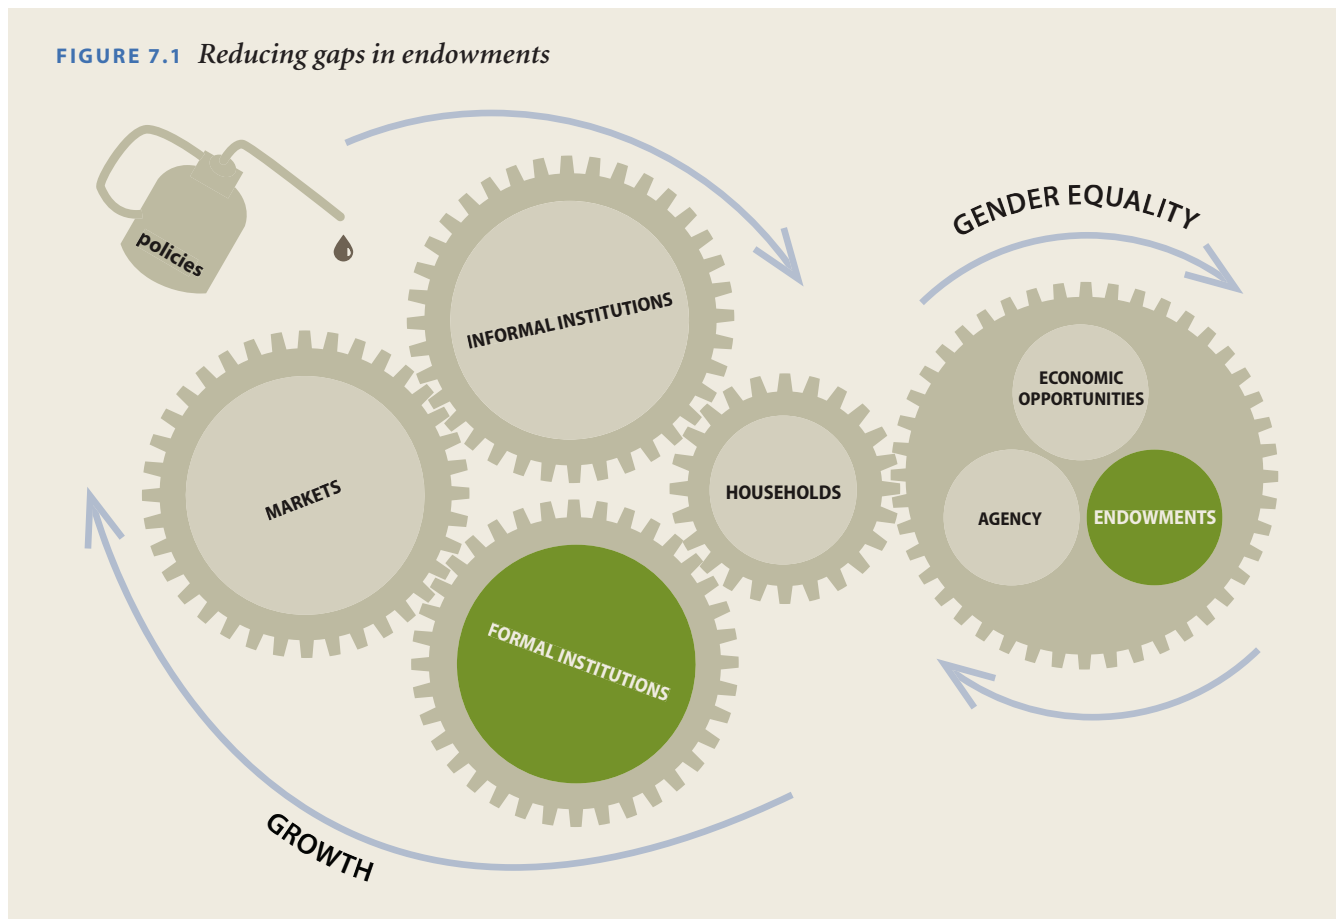 FIGURE 7.1 Reducing gaps in endowments
policies
INFORMAL INSTITUTIONS
MARKETS
FORMAL INSTITUTIONS
HOUSEHOLDS
GENDER EQUALITY
ECONOMIC
OPPORTUNITIES
AGENCY
ENDOWMENTS
GROWTH